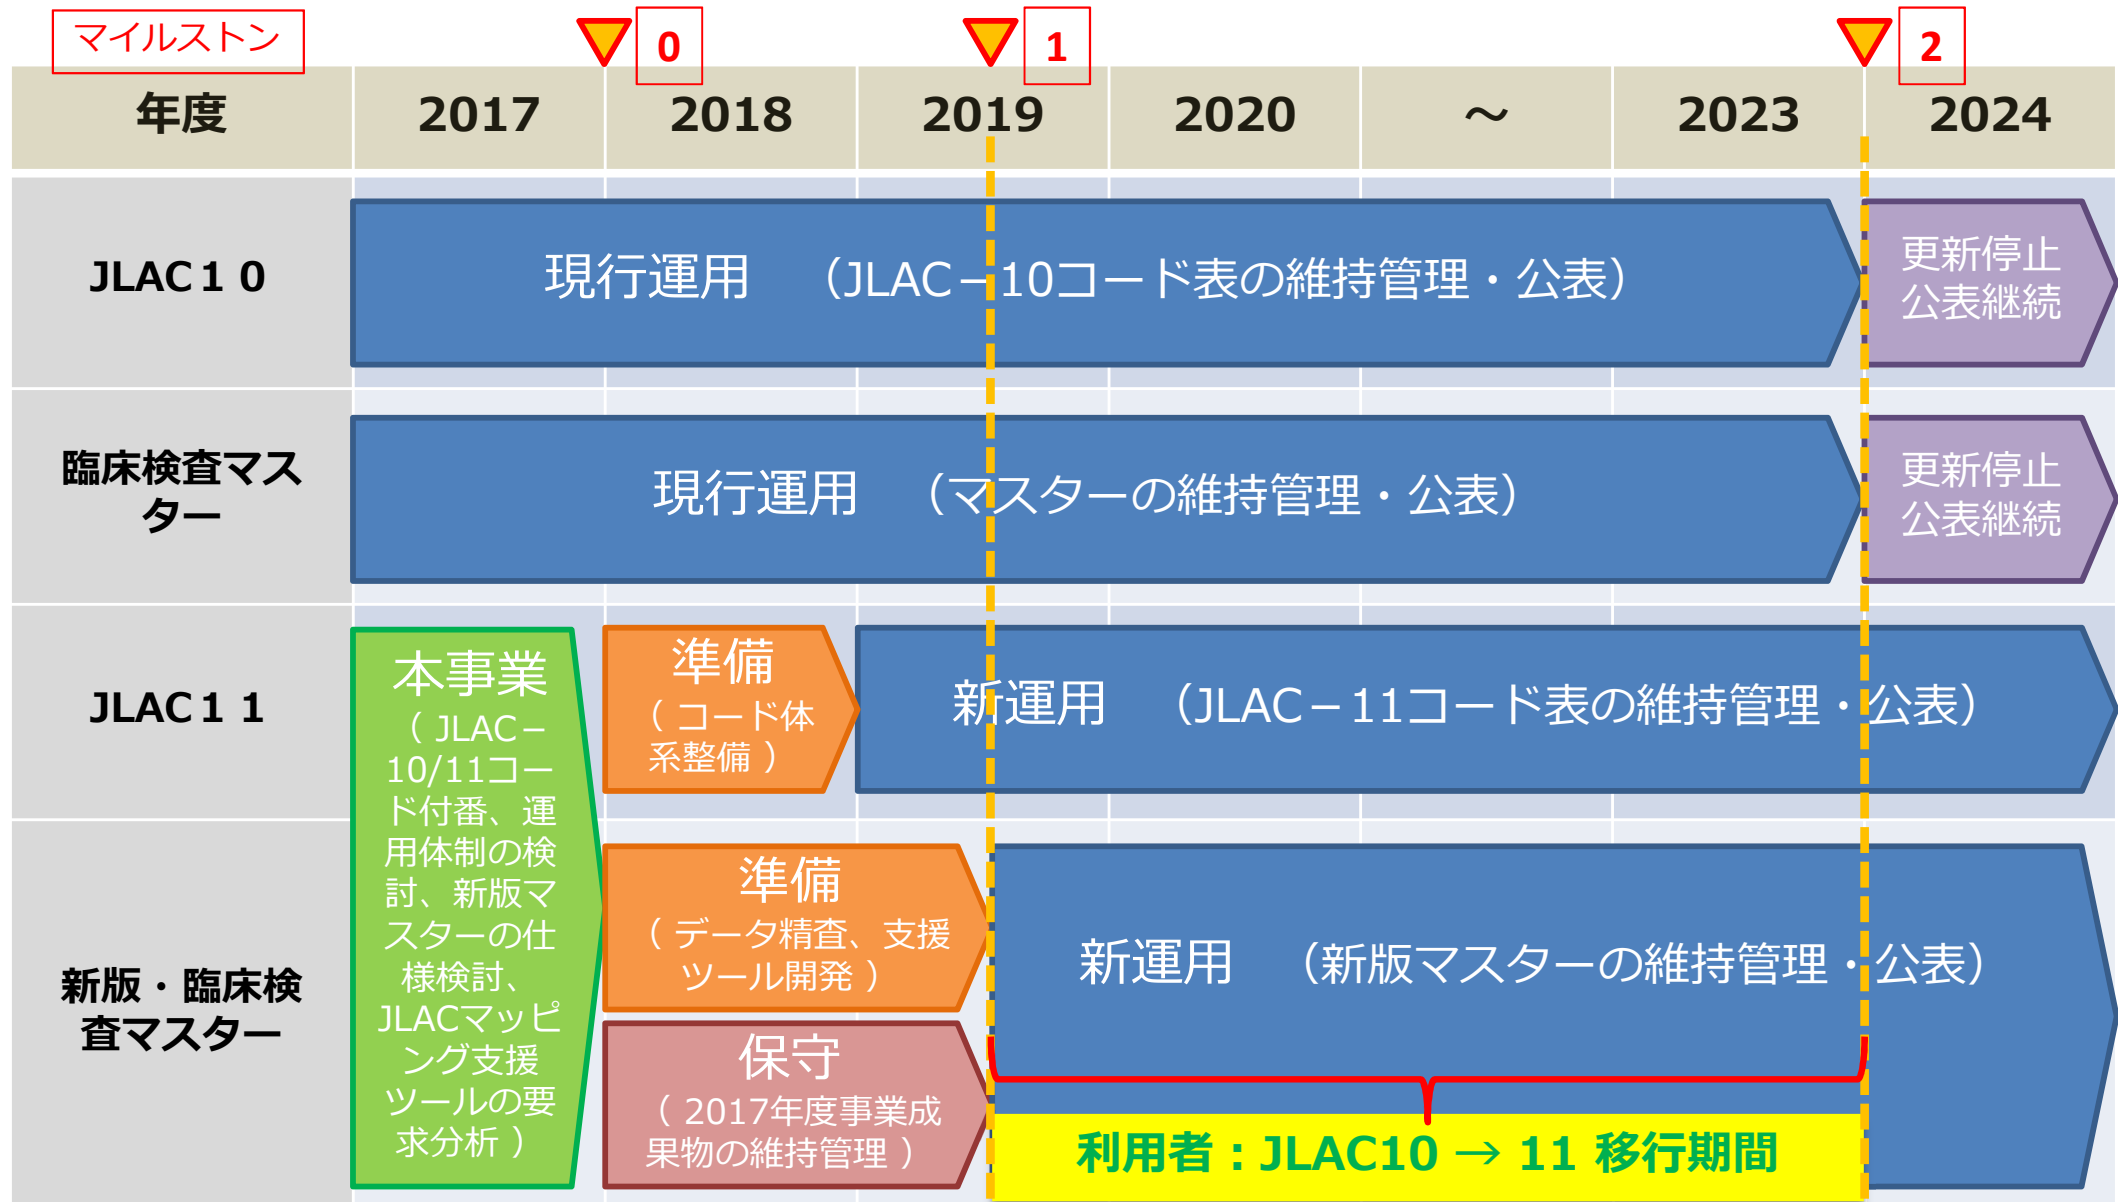 マイルストン
0
1
2
年度
2017
2018
2019
2020
～
2023
2024
JLAC１０
現行運用　（JLAC－10コード表の維持管理・公表）
更新停止
公表継続
臨床検査マス
ター
現行運用　（マスターの維持管理・公表）
更新停止
公表継続
JLAC１１
本事業
（ JLAC－
10/11コー
ド付番、運
用体制の検
討、新版マ
スターの仕
様検討、
JLACマッピ
ング支援
ツールの要
求分析 ）
準備
（ コード体
系整備 ）
新運用　（JLAC－11コード表の維持管理・公表）
新版・臨床検
査マスター
準備
（ データ精査、支援
ツール開発 ）
保守
（ 2017年度事業成
果物の維持管理 ）
新運用　（新版マスターの維持管理・公表）
利用者：JLAC10 → 11 移行期間